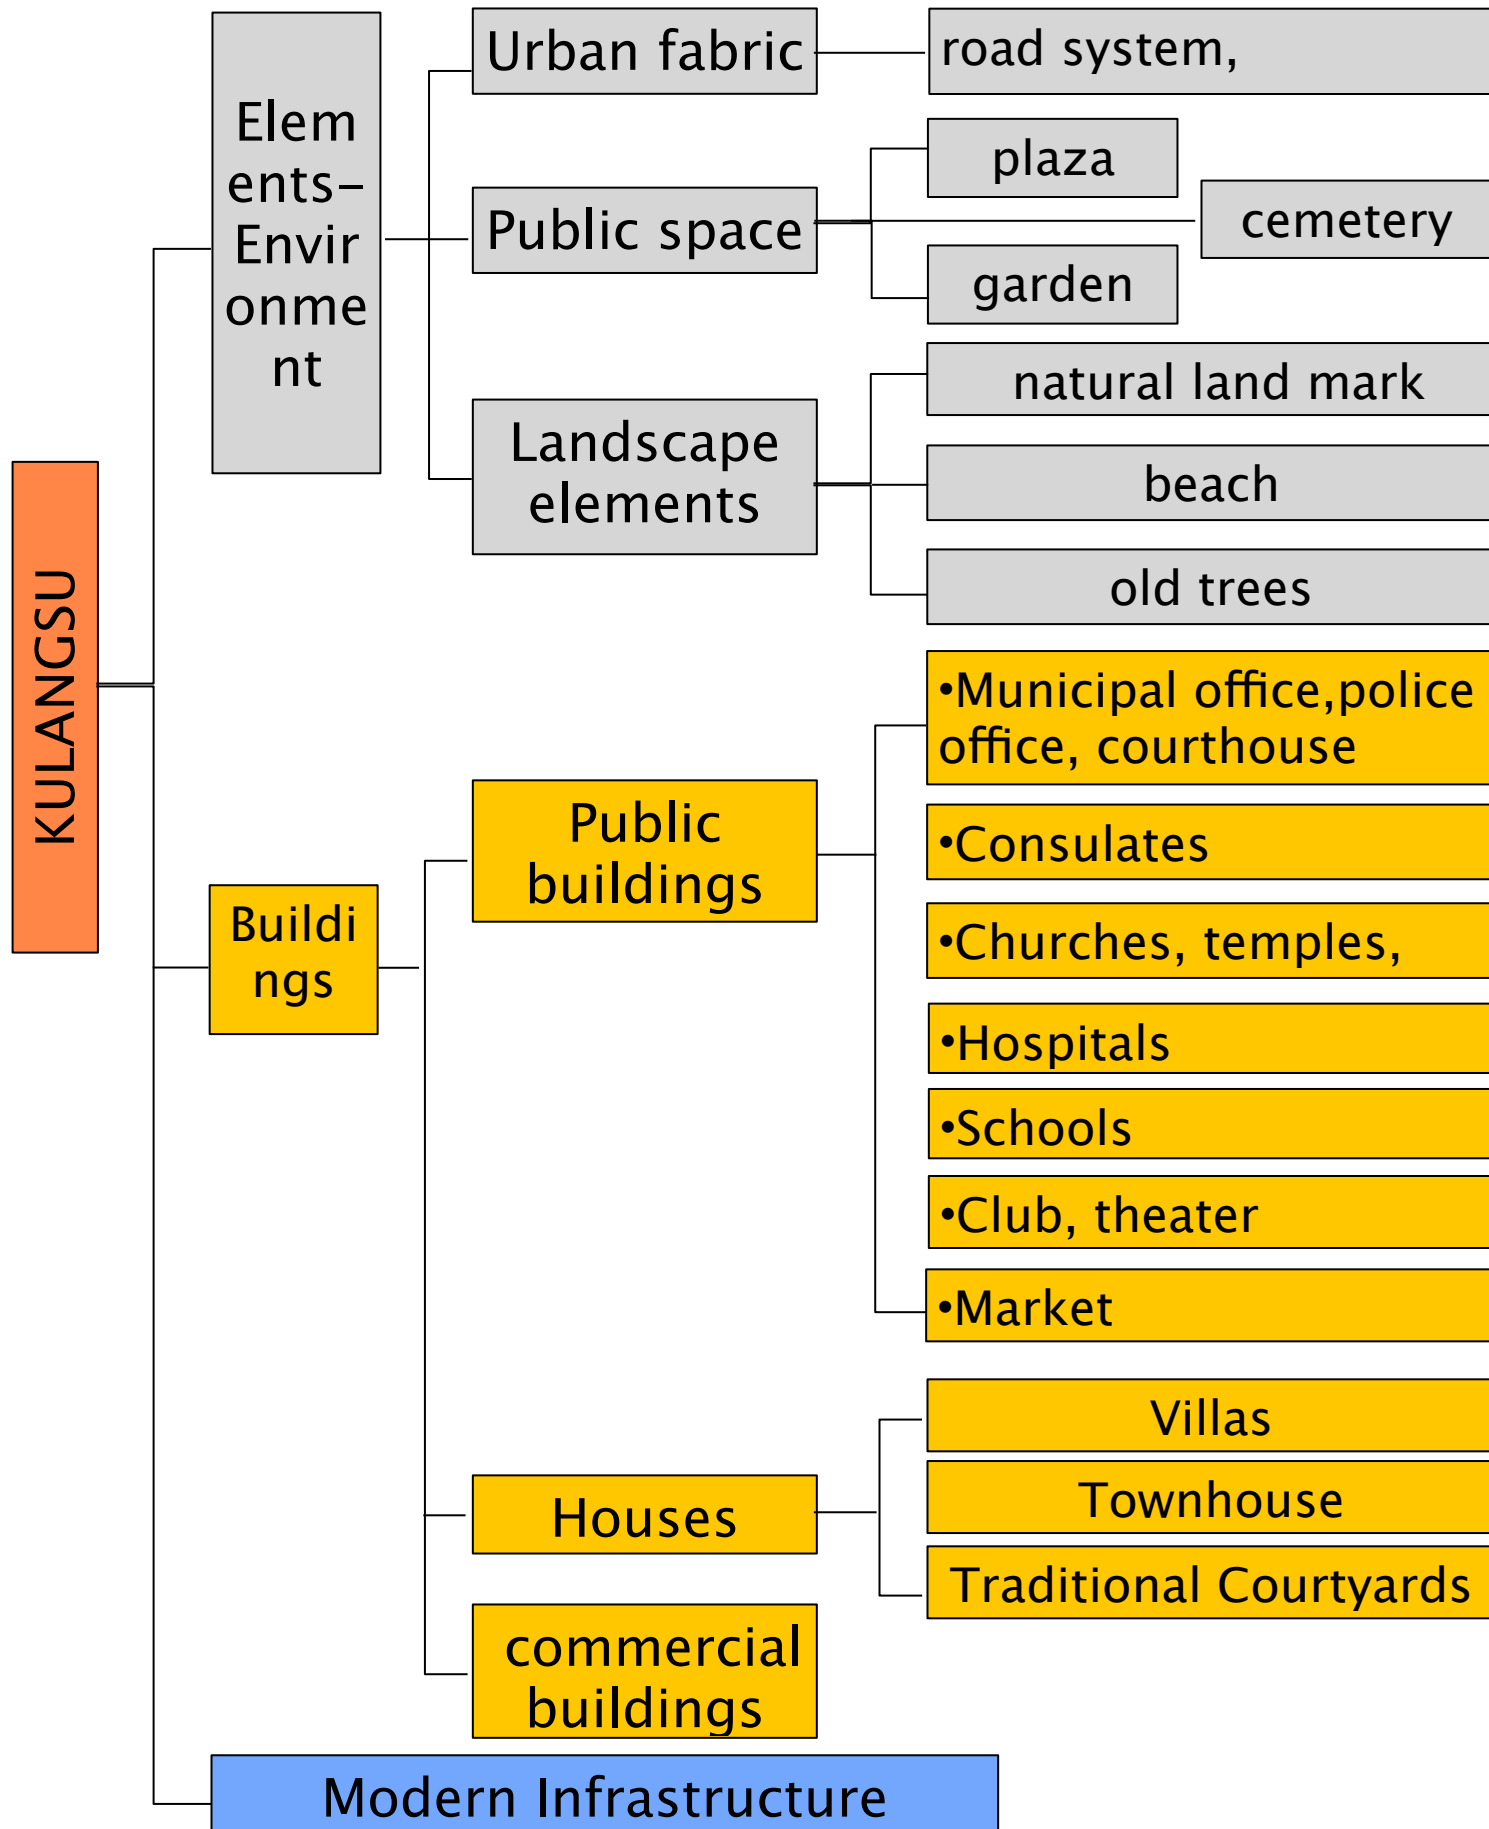 KULANGSU
Elem
ents–
Envir
onme
nt
Urban fabric
road system,
Public space
plaza
cemetery
garden
Landscape
elements
natural land mark
beach
old trees
Buildi
ngs
Public
buildings
•Municipal office,police
office, courthouse
•Consulates
•Churches, temples,
•Hospitals
•Schools
•Club, theater
•Market
Houses
Villas
Townhouse
Traditional Courtyards
commercial
buildings
Modern Infrastructure